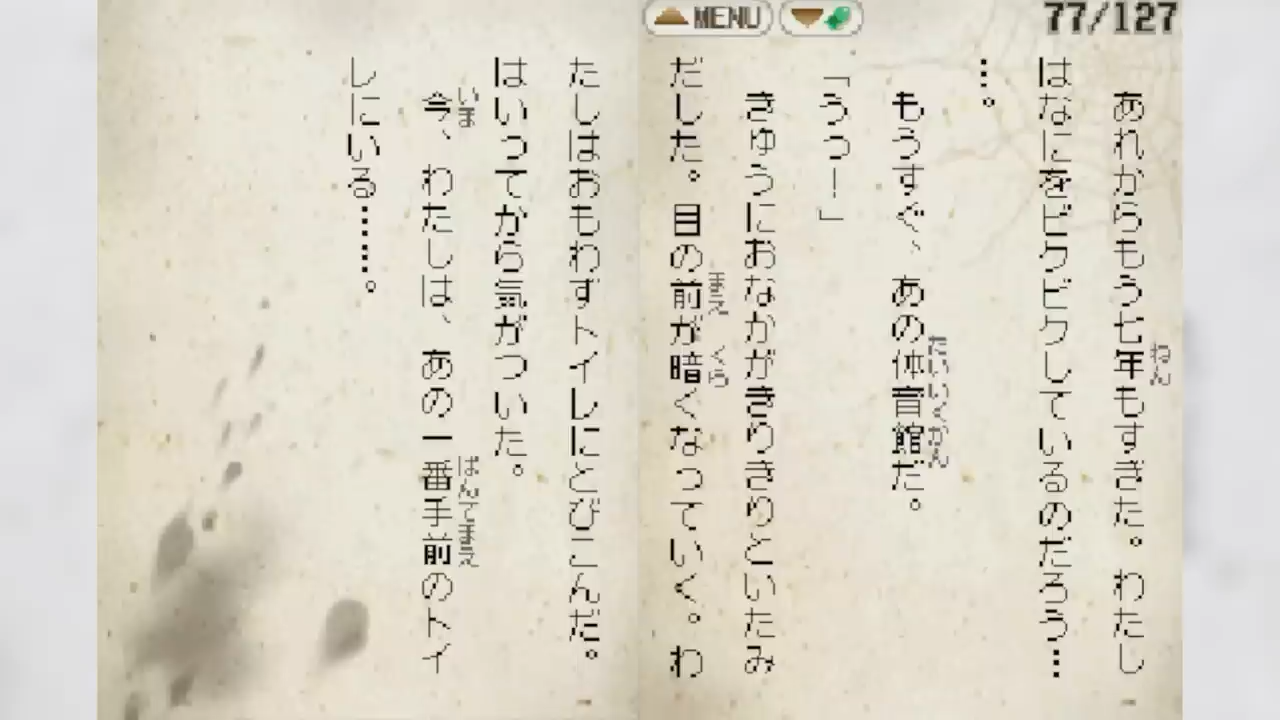 MENU
77/127
あれからもう七年もすぎた。わたし
はなにをビクビクしているのだろう…
…。
もうすぐ、あの体育館だ。
「うっ！」
きゅうにおなかがきりきりといたみ
だした。目の前が暗くなっていく。わ
たしはおもわずトイレにとびこんだ。
はいってから気がついた。
今、わたしは、あの一番手前のトイ
レにいる……。